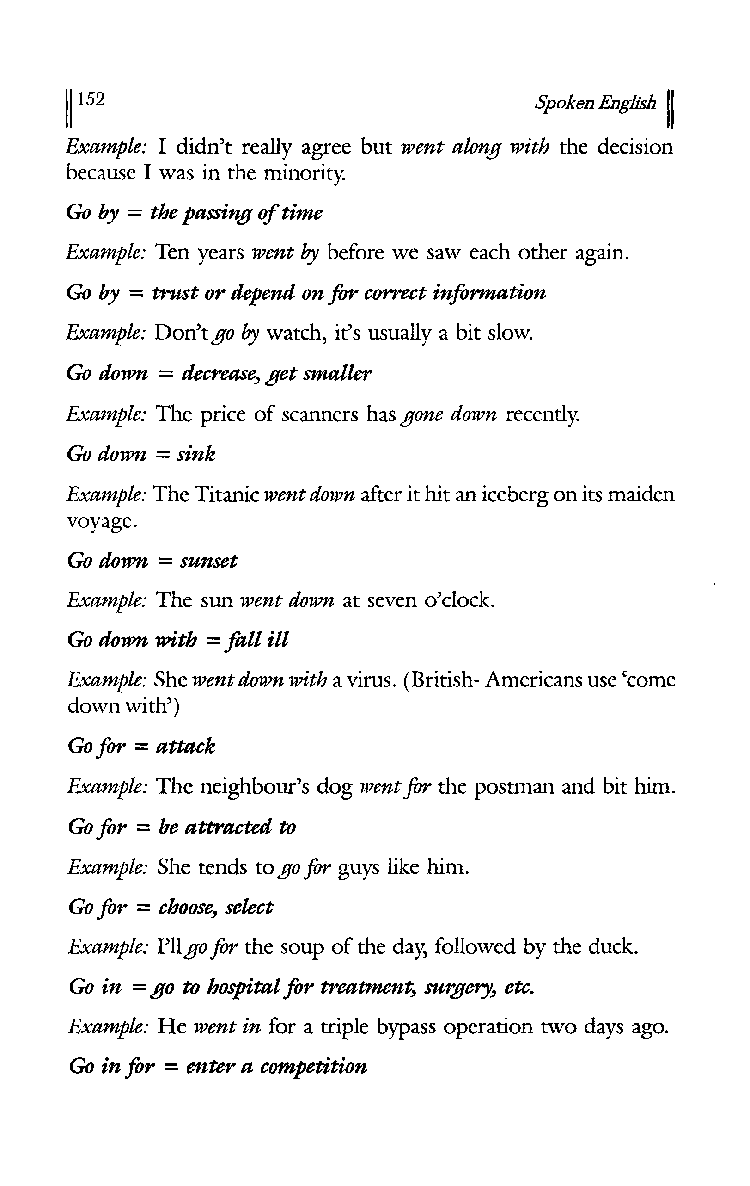 152 Spoken English
Example: I didn't really agree but went along with the decision
because I was in the minority.
Go by = the passing of time
Example: Ten years went by before we saw each other again.
Go by = trust or depend on for correct information
Example: Don't go by watch, it's usually a bit slow.
Go down = decrease, get smaller
Example: The price of scanners has gone down recently.
Go down = sink
Example: The Titanic went down after it hit an iceberg on its maiden
voyage.
Go down = sunset
Example: The sun went down at seven o'clock.
Go down with = fall ill
Example: She went down with a virus. (British- Americans use 'come
down with')
Go for = attack
Example: The neighbour's dog went for the postman and bit him.
Go for = be attracted to
Example: She tends to go for guys like him.
Go for = choose, select
Example: I'll go for the soup of the day, followed by the duck.
Go in = go to hospital for treatment, surgery, etc.
Example: He went in for a triple bypass operation two days ago.
Go in for = enter a competition